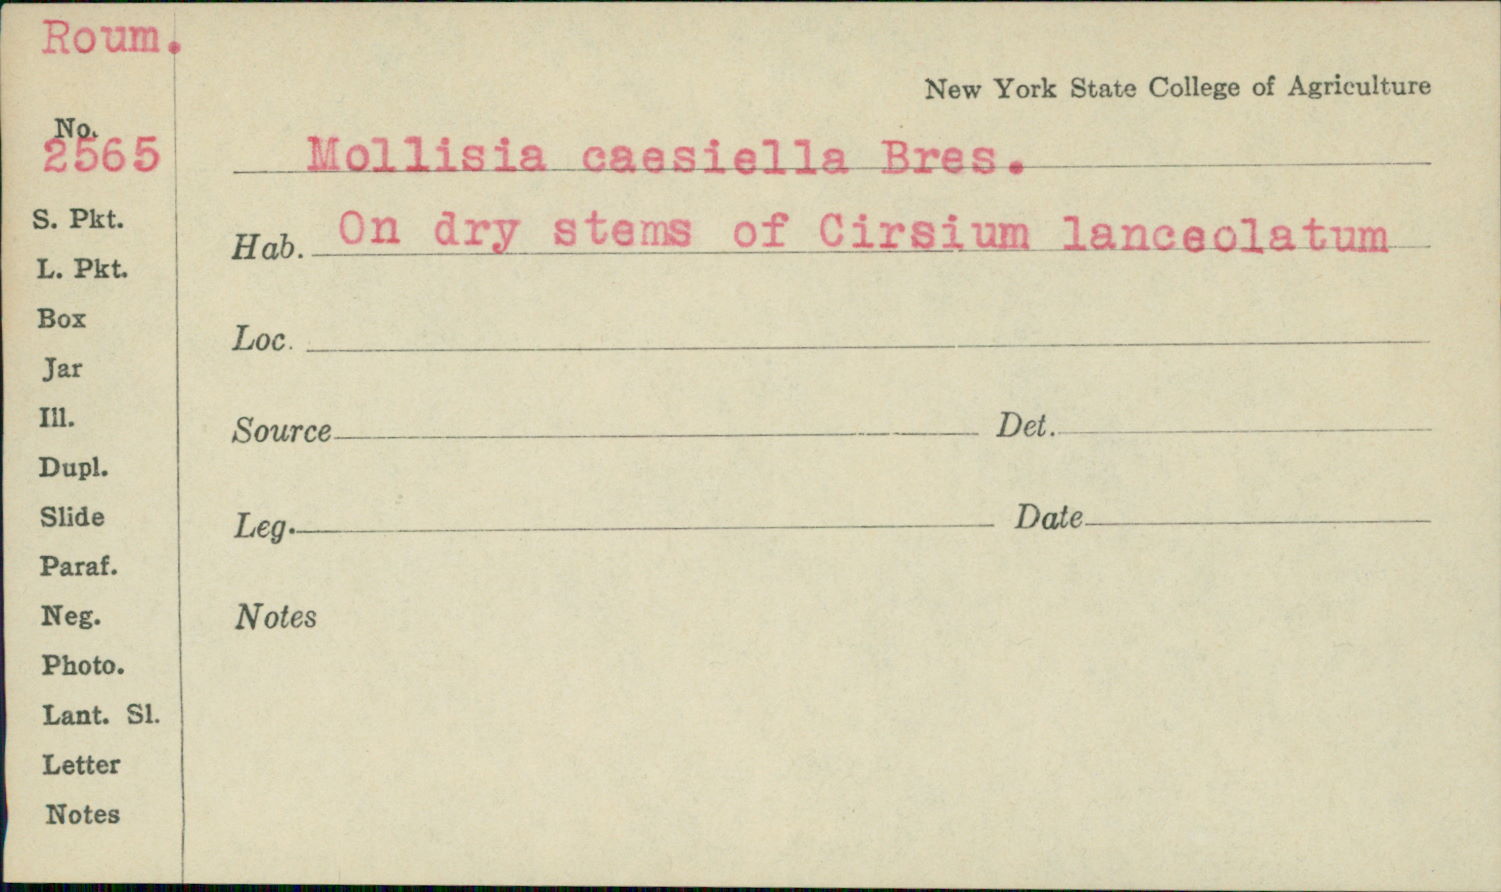 Roum.
New York State College of Agriculture
No.
2565
Mollisia caesiella Bres.
S. Pkt.
Hab. On dry stems of Cirsium lanceolatum
L. Pkt.
Box
Loc.
Jar
Ill.
Source Det.
Dupl.
Slide
Leg. Date
Paraf.
Neg.
Notes
Photo.
Lant. Sl.
Letter
Notes